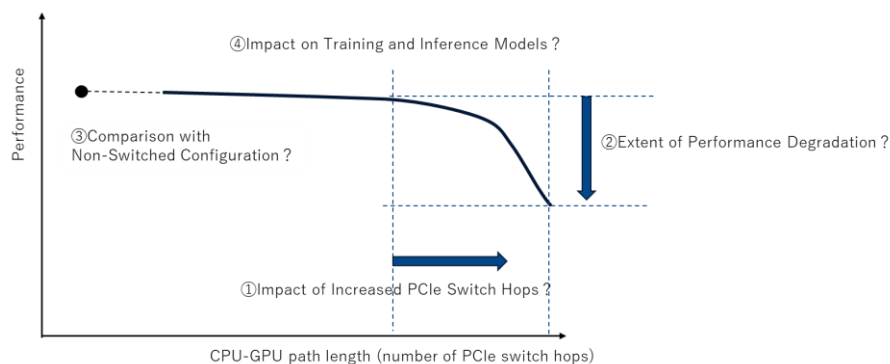 ④Impact on Training and Inference Models？
Performance
③Comparison with
Non-Switched Configuration？
②Extent of Performance Degradation？
①Impact of Increased PCIe Switch Hops？
CPU-GPU path length (number of PCIe switch hops)